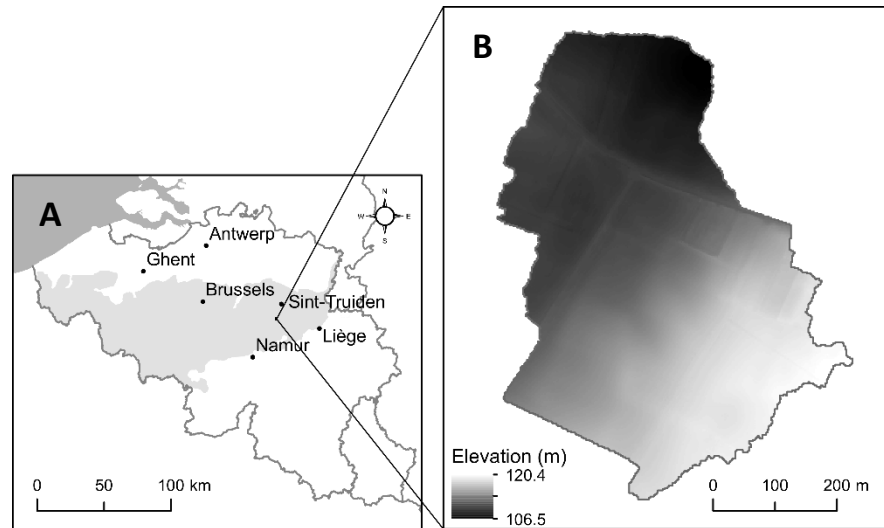 A
N
W
E
S
Antwerp
Ghent
Brussels
Sint-Truiden
Liège
Namur
0 50 100 km
B
Elevation (m)
120.4
106.5
0 100 200 m